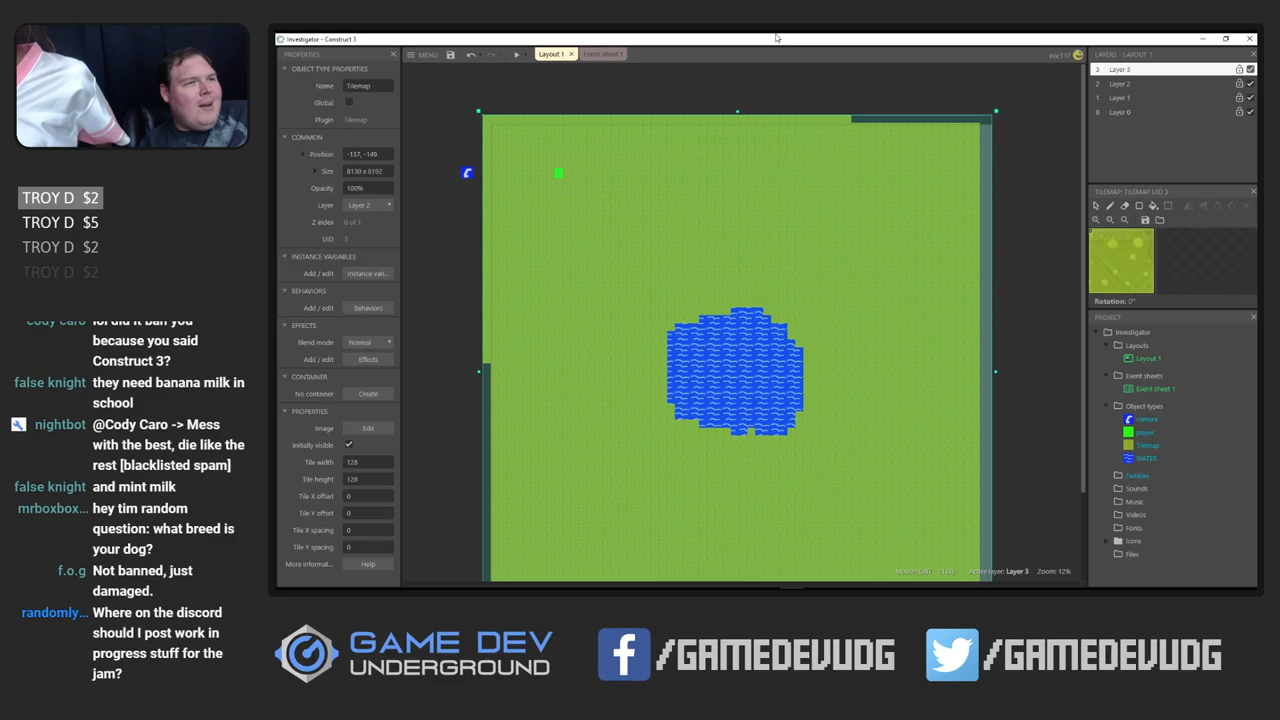 Investigator - Construct 3
PROPERTIES
OBJECT TYPE PROPERTIES
Name Tilemap
Global
Plugin Tilemap
COMMON
Position -137, -149
Size 8130 x 8192
Opacity 100%
Layer Layer 2
Z index 0 of 1
UID 3
INSTANCE VARIABLES
Add / edit Instance vari...
BEHAVIORS
Add / edit Behaviors
EFFECTS
Blend mode Normal
Add / edit Effects
CONTAINER
No container Create
PROPERTIES
Image Edit
Initially visible
Tile width 128
Tile height 128
Tile X offset 0
Tile Y offset 0
Tile X spacing 0
Tile Y spacing 0
More informat... Help
MENU
Layout 1
Event sheet 1
Active layer: Layer 3 Zoom: 12%
LAYERS - LAYOUT 1
3 Layer 3
2 Layer 2
1 Layer 1
0 Layer 0
TILEMAP: TILEMAP UID 3
Rotation: 0°
PROJECT
Investigator
Layouts
Layout 1
Event sheets
Event sheet 1
Object types
camera
player
Tilemap
WATER
Families
Sounds
Music
Videos
Fonts
Icons
Files
TROY D $2
TROY D $5
TROY D $2
TROY D $2
Cody Caro lol did it ban you
because you said
Construct 3?
false knight they need banana milk in
school
nightbot @Cody Caro -> Mess
with the best, die like the
rest [blacklisted spam]
false knight and mint milk
mrboxbox... hey tim random
question: what breed is
your dog?
f.o.g Not banned, just
damaged.
randomly... Where on the discord
should I post work in
progress stuff for the
jam?
GAME DEV
UNDERGROUND
/GAMEDEVUDG
/GAMEDEVUDG